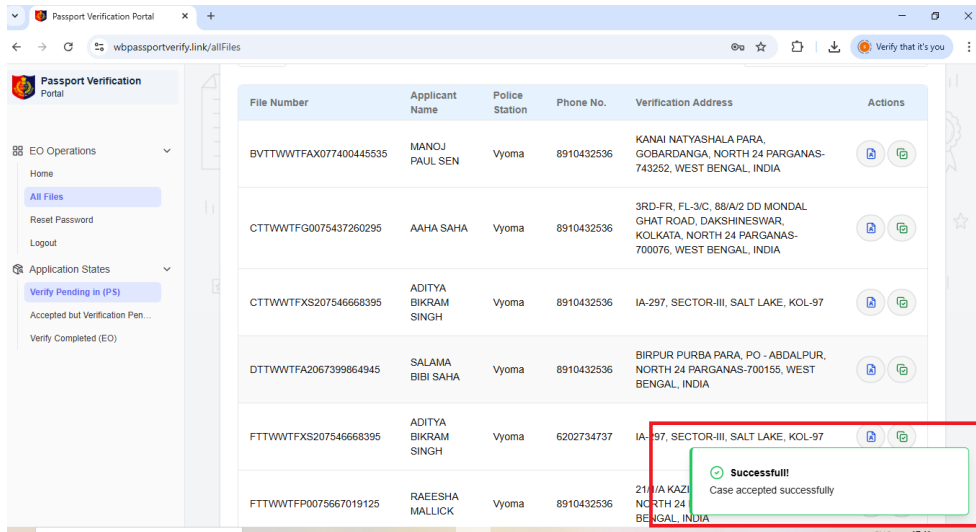 Passport Verification Portal
wbpassportverify.link/allFiles
Verify that it's you
Passport Verification
Portal
EO Operations
Home
All Files
Reset Password
Logout
Application States
Verify Pending in (PS)
Accepted but Verification Pen...
Verify Completed (EO)
File Number Applicant Name Police Station Phone No. Verification Address Actions
BVTTWWTFAX077400445535 MANOJ PAUL SEN Vyoma 8910432536 KANAI NATYASHALA PARA,
GOBARDANGA, NORTH 24 PARGANAS-
743252, WEST BENGAL, INDIA
CTTWWTFG0075437260295 AAHA SAHA Vyoma 8910432536 3RD-FR, FL-3/C, 88/A/2 DD MONDAL
GHAT ROAD, DAKSHINESWAR,
KOLKATA, NORTH 24 PARGANAS-
700076, WEST BENGAL, INDIA
CTTWWTFXS207546668395 ADITYA BIKRAM SINGH Vyoma 8910432536 IA-297, SECTOR-III, SALT LAKE, KOL-97
DTTWWTFA2067399864945 SALAMA BIBI SAHA Vyoma 8910432536 BIRPUR PURBA PARA, PO - ABDALPUR,
NORTH 24 PARGANAS-700155, WEST
BENGAL, INDIA
FTTWWTFXS207546668395 ADITYA BIKRAM SINGH Vyoma 6202734737 IA-297, SECTOR-III, SALT LAKE, KOL-97
FTTWWTFP0075667019125 RAEESHA MALLICK Vyoma 8910432536 KAZI
NORTH 24
BENGAL, INDIA
Successfull!
Case accepted successfully